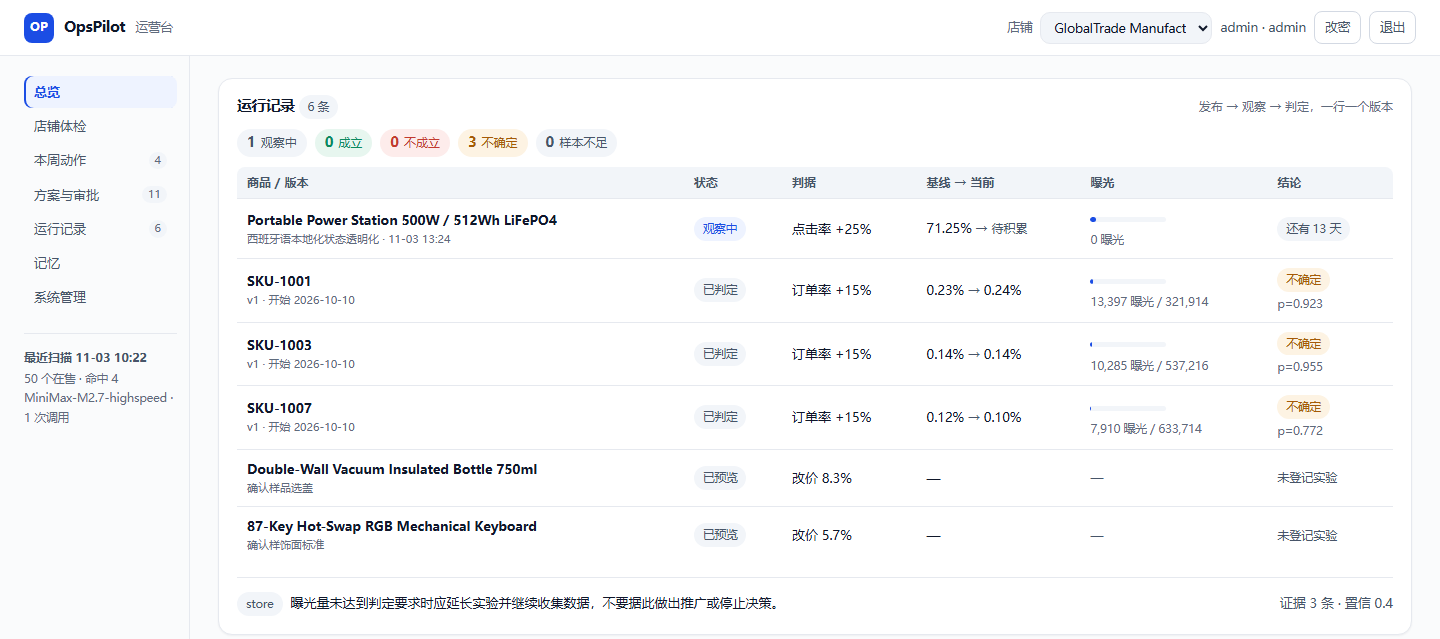 OP OpsPilot 运营台 店铺 GlobalTrade Manufact admin · admin 改密 退出
总览
店铺体检
本周动作 4
方案与审批 11
运行记录 6
记忆
系统管理
最近扫描 11-03 10:22
50 个在售 · 命中 4
MiniMax-M2.7-highspeed ·
1 次调用
运行记录 6 条 发布 → 观察 → 判定，一行一个版本
1 观察中 0 成立 0 不成立 3 不确定 0 样本不足
商品 / 版本 状态 判据 基线 → 当前 曝光 结论
Portable Power Station 500W / 512Wh LiFePO4
西班牙语本地化状态透明化 · 11-03 13:24
观察中 点击率 +25% 71.25% → 待积累
0 曝光
还有 13 天
SKU-1001
v1 · 开始 2026-10-10
已判定 订单率 +15% 0.23% → 0.24%
13,397 曝光 / 321,914
不确定
p=0.923
SKU-1003
v1 · 开始 2026-10-10
已判定 订单率 +15% 0.14% → 0.14%
10,285 曝光 / 537,216
不确定
p=0.955
SKU-1007
v1 · 开始 2026-10-10
已判定 订单率 +15% 0.12% → 0.10%
7,910 曝光 / 633,714
不确定
p=0.772
Double-Wall Vacuum Insulated Bottle 750ml
确认样品选盖
已预览 改价 8.3% — — 未登记实验
87-Key Hot-Swap RGB Mechanical Keyboard
确认样饰面标准
已预览 改价 5.7% — — 未登记实验
store 曝光量未达到判定要求时应延长实验并继续收集数据，不要据此做出推广或停止决策。 证据 3 条 · 置信 0.4